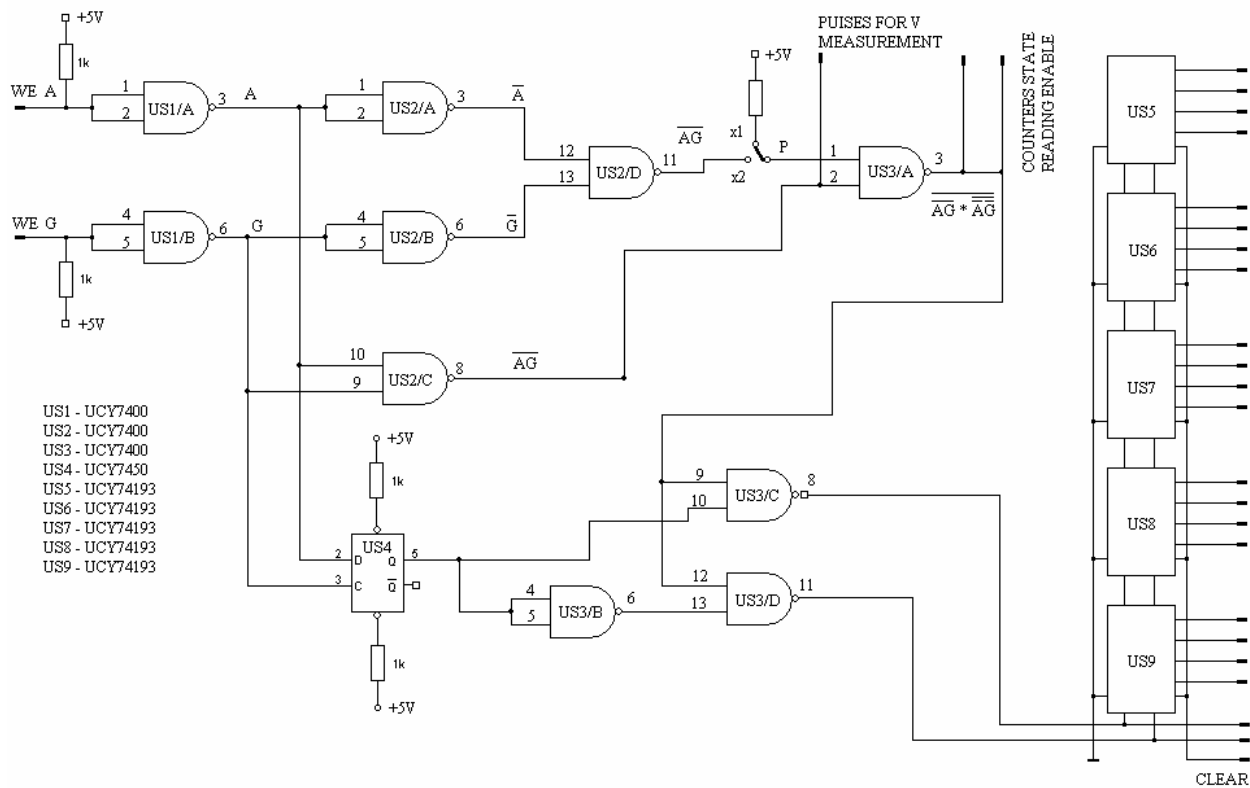 +5V
1k
WE A
1
2
US1/A
3
A
1
2
US2/A
3
A̅
12
13
US2/D
11
A̅G̅
+5V
x1
x2
P
PUISES FOR V
MEASUREMENT
1
2
US3/A
3
A̅G̅ * A̅G̅
COUNTERS STATE
READING ENABLE
WE G
1k
+5V
4
5
US1/B
6
G
4
5
US2/B
6
G̅
10
9
US2/C
8
A̅G̅
US1 - UCY7400
US2 - UCY7400
US3 - UCY7400
US4 - UCY7450
US5 - UCY74193
US6 - UCY74193
US7 - UCY74193
US8 - UCY74193
US9 - UCY74193
+5V
1k
US4
2
D
Q
5
3
C
Q̅
1k
+5V
4
5
US3/B
6
9
10
US3/C
8
12
13
US3/D
11
US5
US6
US7
US8
US9
CLEAR